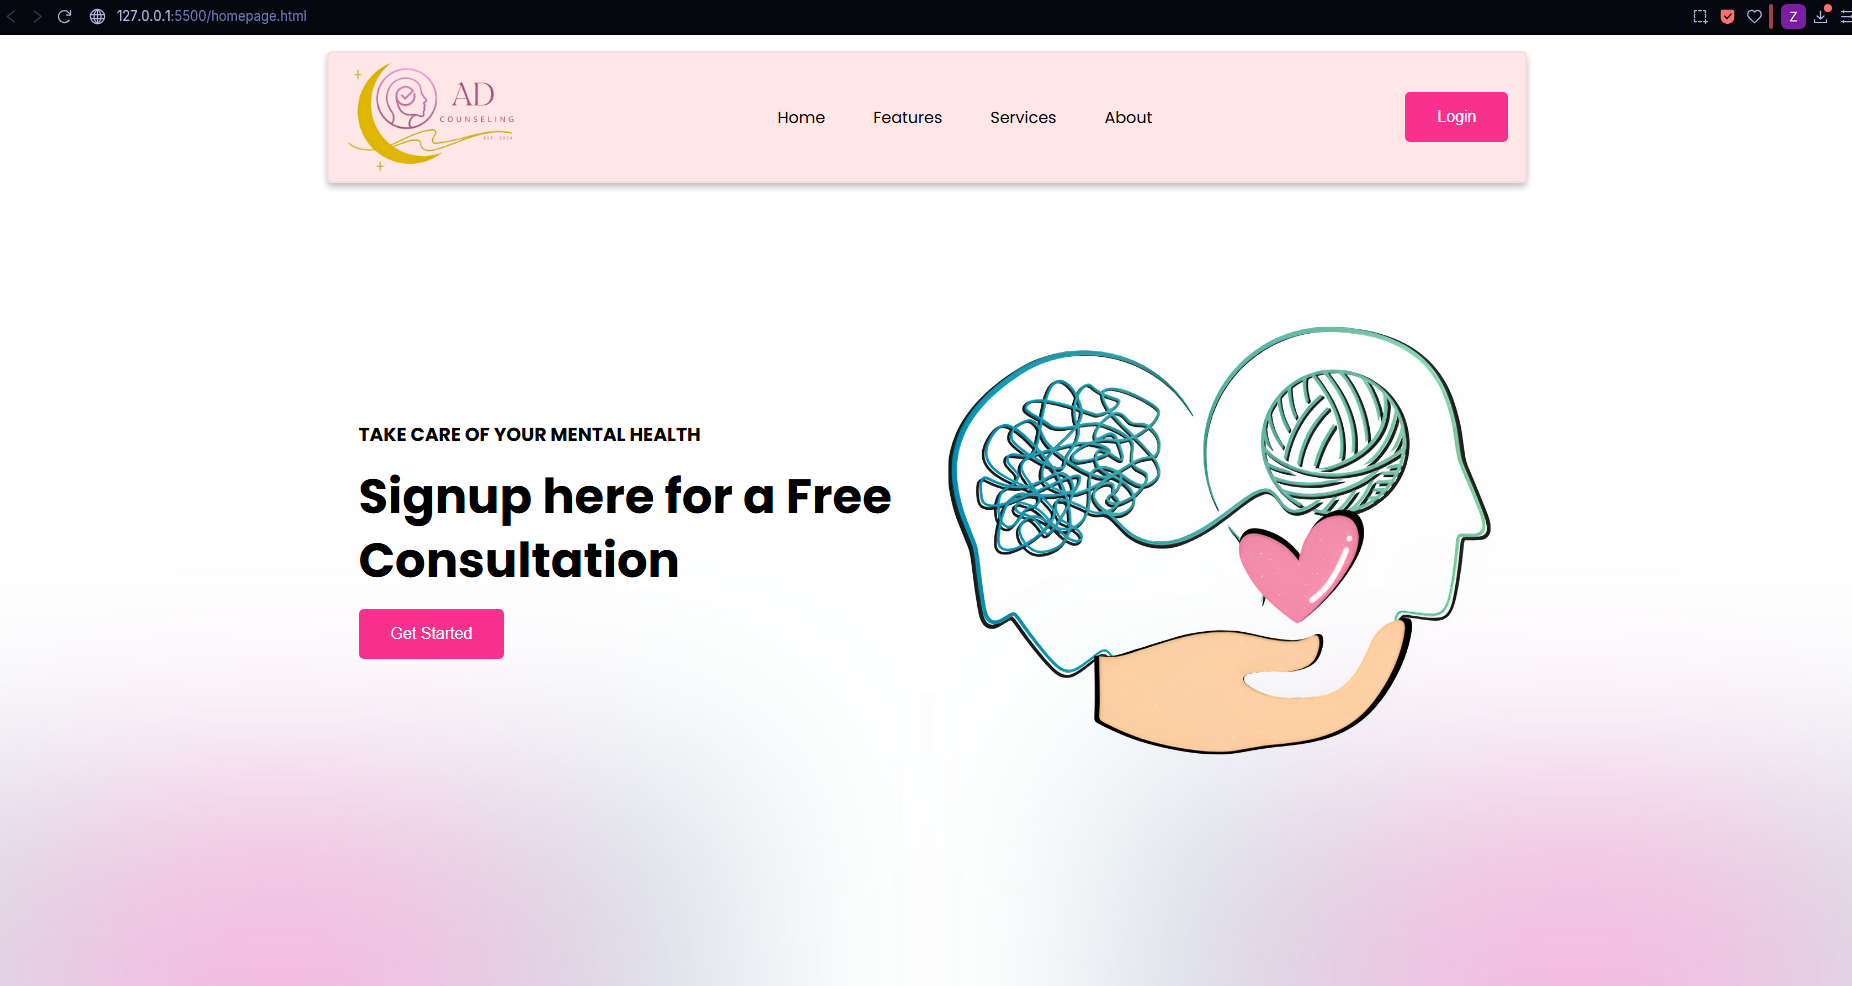 127.0.0.1:5500/homepage.html
Z
AD
COUNSELING
EST. 2024
Home
Features
Services
About
Login
TAKE CARE OF YOUR MENTAL HEALTH
Signup here for a Free
Consultation
Get Started